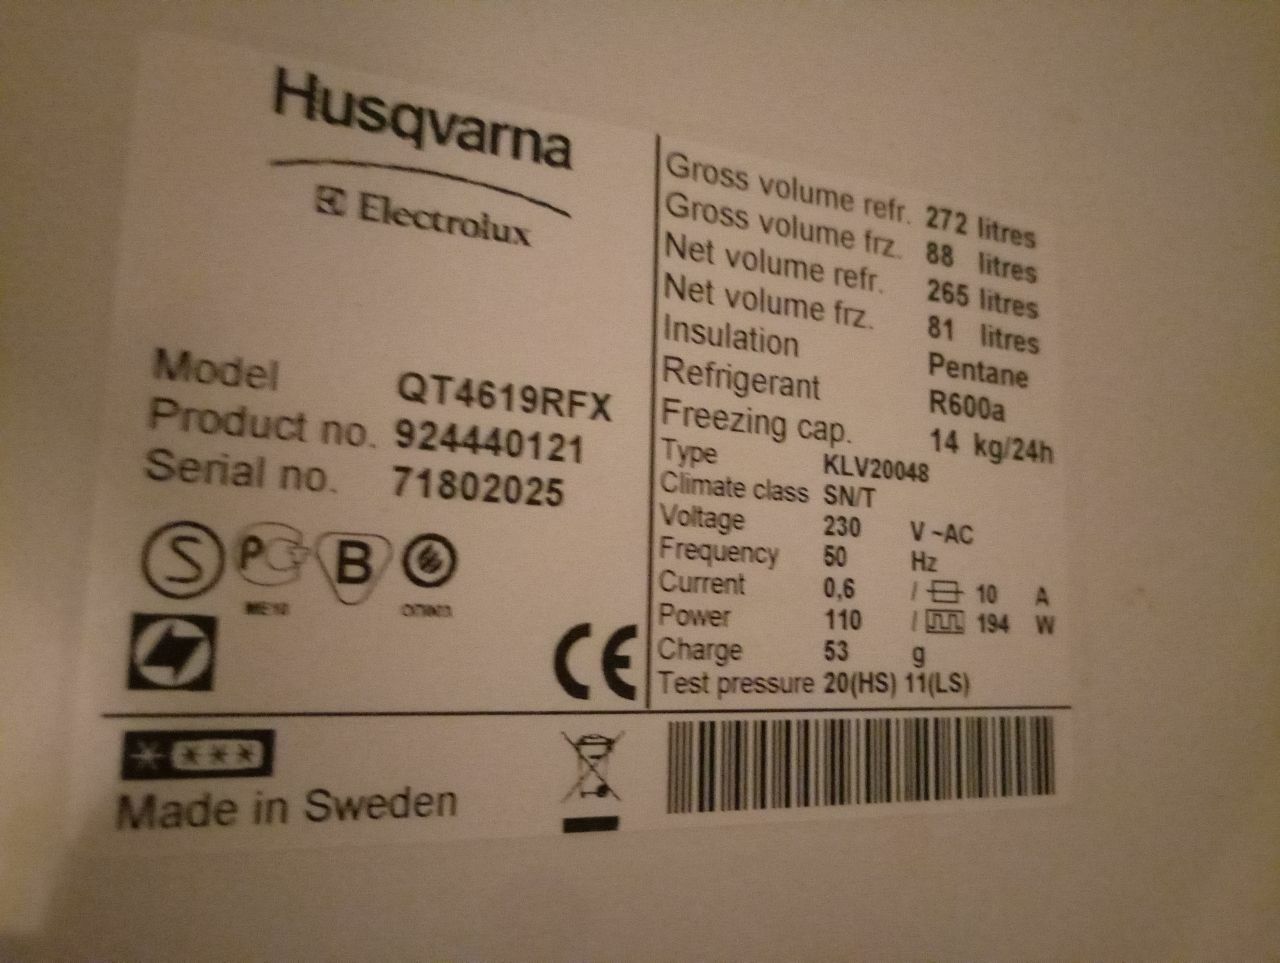 Husqvarna
Electrolux
Model QT4619RFX
Product no. 924440121
Serial no. 71802025
S PG B
ME10
CE
Gross volume refr. 272 litres
Gross volume frz. 88 litres
Net volume refr. 265 litres
Net volume frz. 81 litres
Insulation Pentane
Refrigerant R600a
Freezing cap. 14 kg/24h
Type KLV20048
Climate class SN/T
Voltage 230 V ~AC
Frequency 50 Hz
Current 0,6 / 10 A
Power 110 / 194 W
Charge 53 g
Test pressure 20(HS) 11(LS)
Made in Sweden